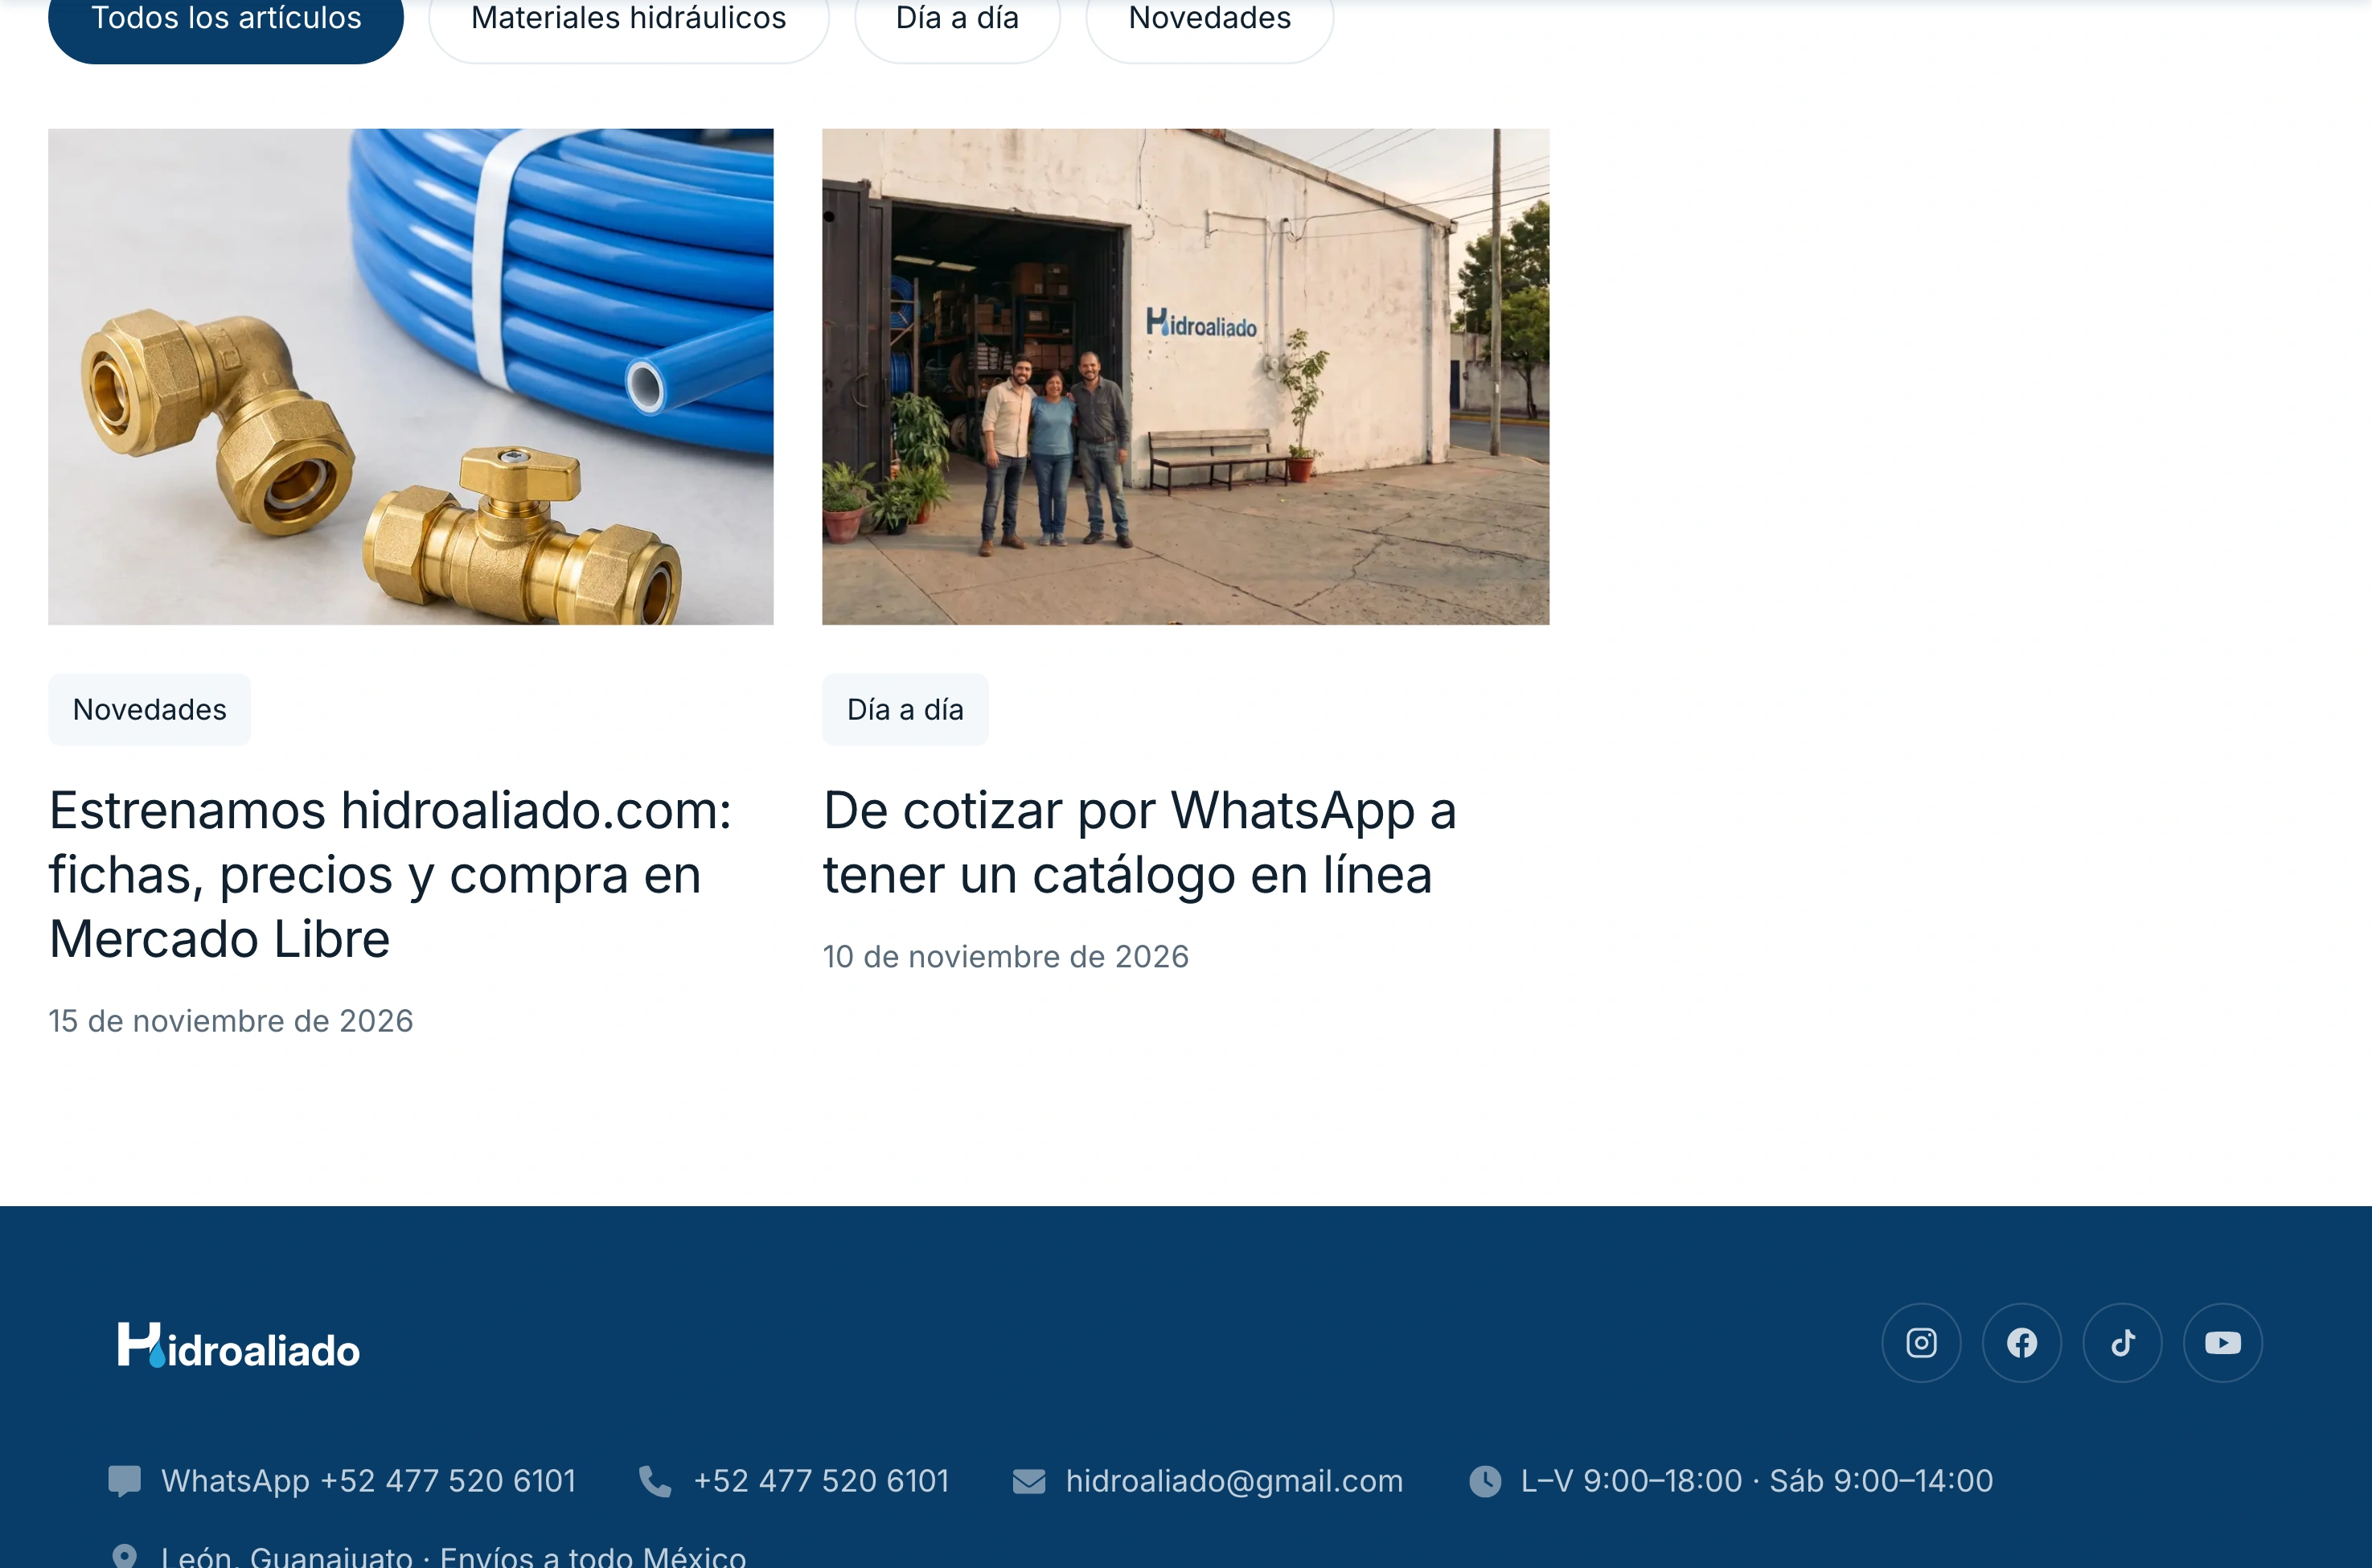 Todos los artículos
Materiales hidráulicos
Día a día
Novedades
Hidroaliado
Novedades
Estrenamos hidroaliado.com:
fichas, precios y compra en
Mercado Libre
15 de noviembre de 2026
Día a día
De cotizar por WhatsApp a
tener un catálogo en línea
10 de noviembre de 2026
Hidroaliado
WhatsApp +52 477 520 6101
+52 477 520 6101
hidroaliado@gmail.com
L–V 9:00–18:00 · Sáb 9:00–14:00
León, Guanajuato · Envíos a todo México